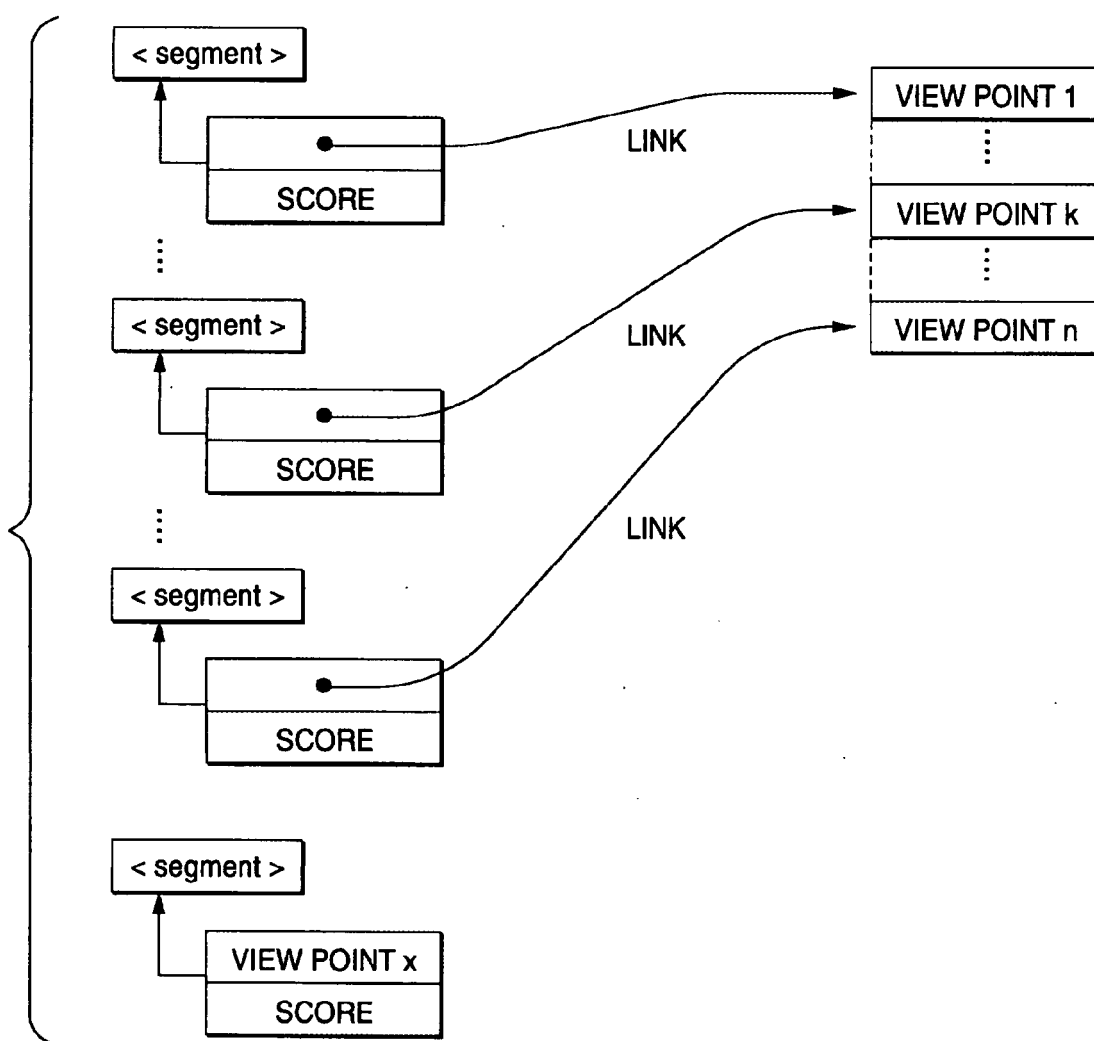 < segment >
SCORE
< segment >
SCORE
< segment >
SCORE
< segment >
VIEW POINT x
SCORE
LINK
LINK
LINK
VIEW POINT 1
VIEW POINT k
VIEW POINT n